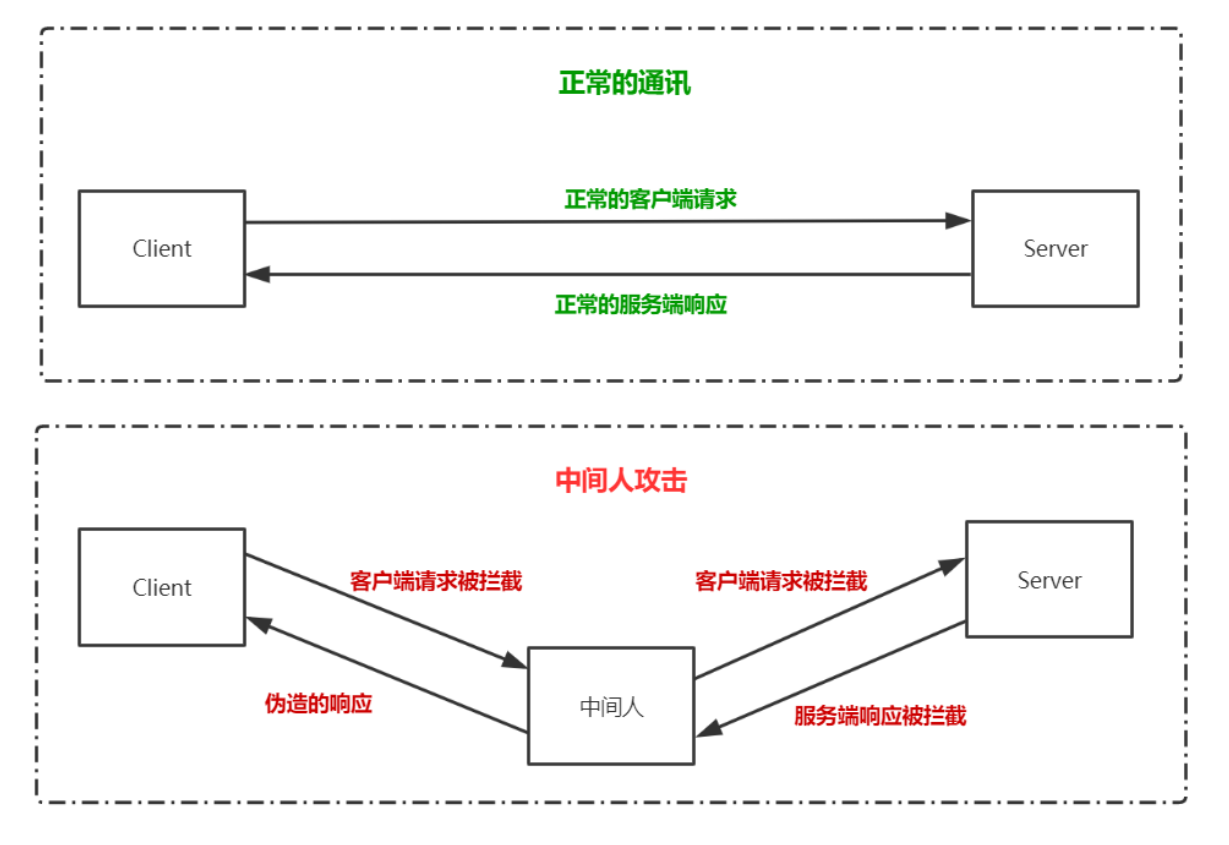 正常的通讯
正常的客户端请求
Client
Server
正常的服务端响应
中间人攻击
Client
客户端请求被拦截
客户端请求被拦截
Server
伪造的响应
中间人
服务端响应被拦截